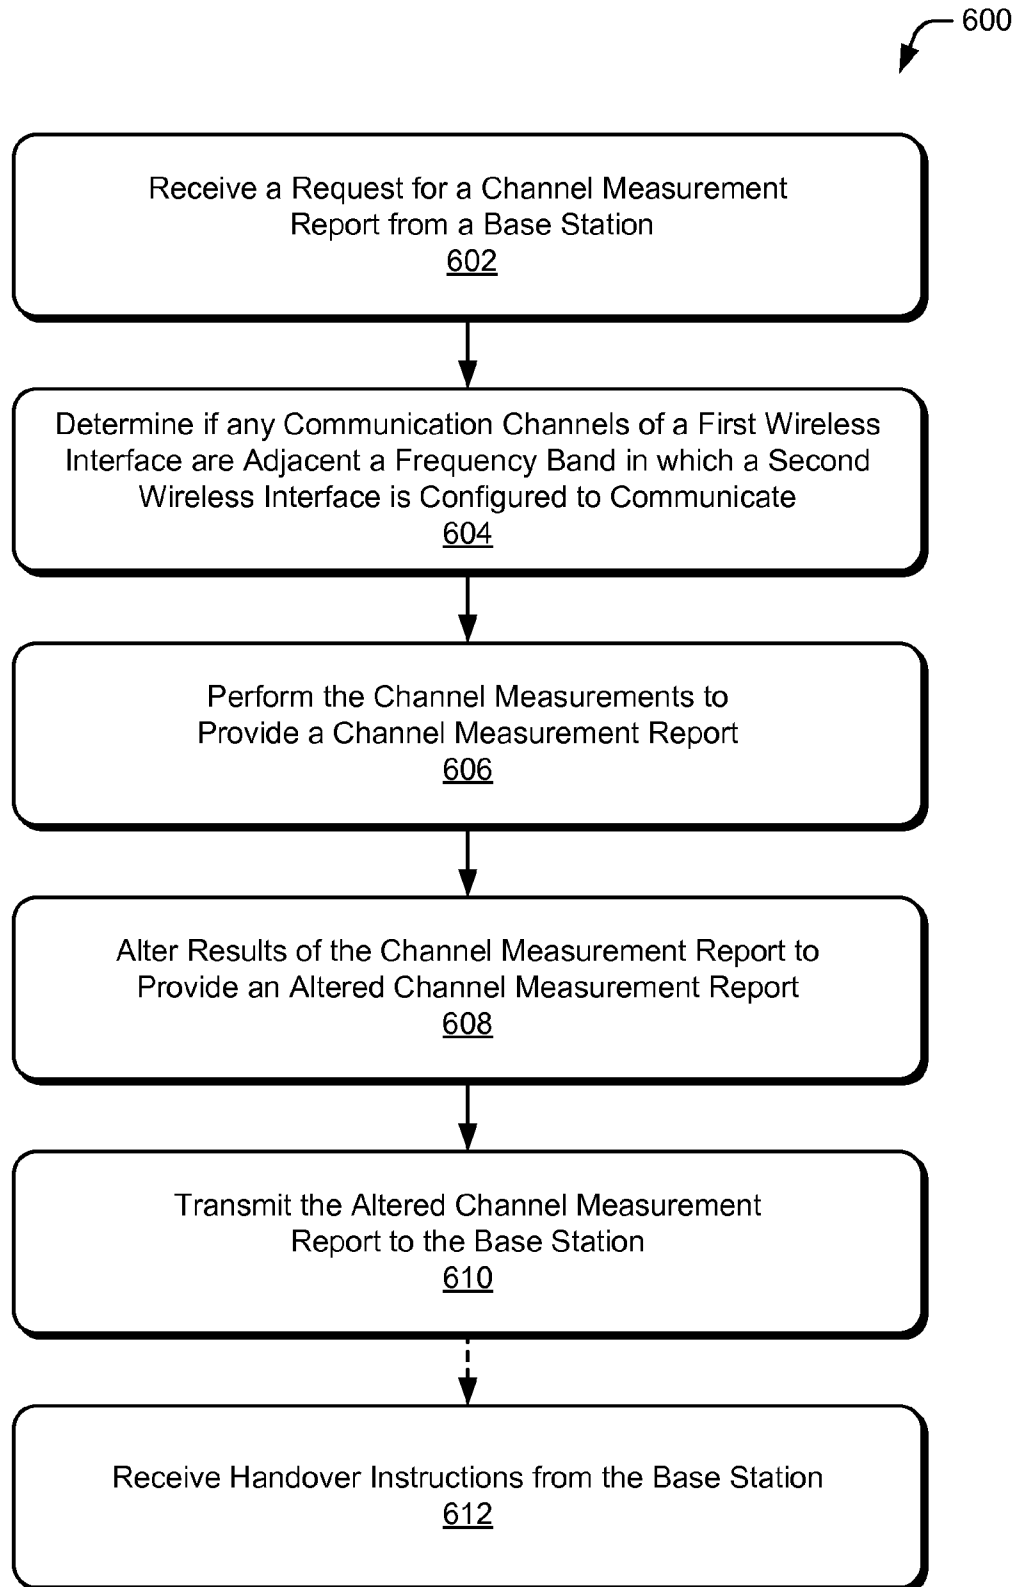 600
Receive a Request for a Channel Measurement
Report from a Base Station
602
Determine if any Communication Channels of a First Wireless
Interface are Adjacent a Frequency Band in which a Second
Wireless Interface is Configured to Communicate
604
Perform the Channel Measurements to
Provide a Channel Measurement Report
606
Alter Results of the Channel Measurement Report to
Provide an Altered Channel Measurement Report
608
Transmit the Altered Channel Measurement
Report to the Base Station
610
Receive Handover Instructions from the Base Station
612